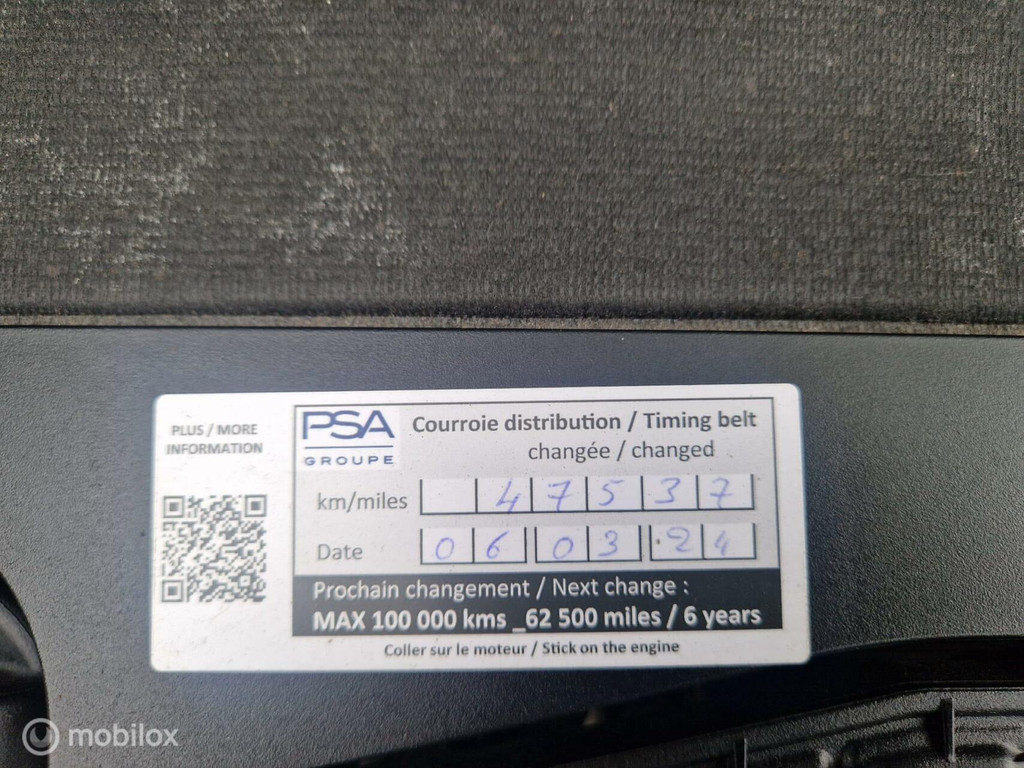 PLUS / MORE
INFORMATION
PSA
GROUPE
Courroie distribution / Timing belt
changée / changed
km/miles 47537
Date 06 03 .24
Prochain changement / Next change :
MAX 100 000 kms _62 500 miles / 6 years
Coller sur le moteur / Stick on the engine
mobilox